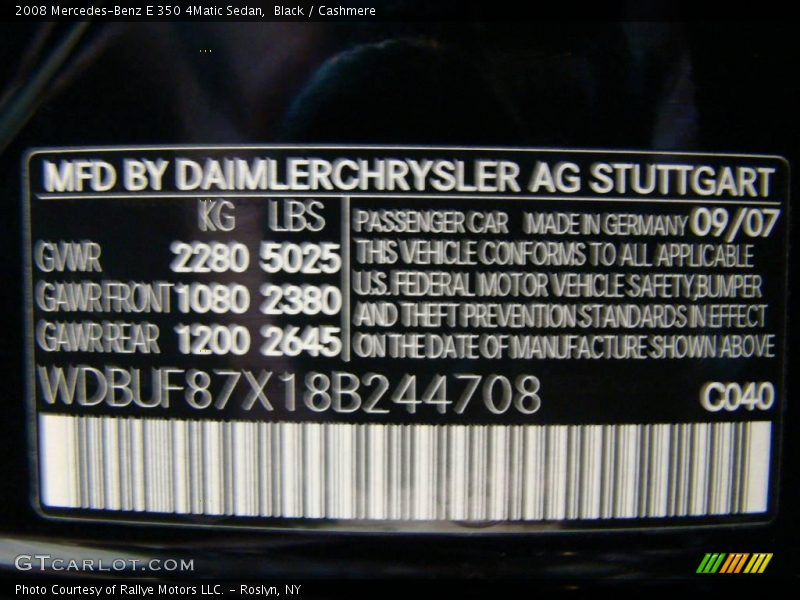 2008 Mercedes-Benz E 350 4Matic Sedan,  Black / Cashmere
MFD BY DAIMLERCHRYSLER AG STUTTGART
KG LBS
GVWR 2280 5025
GAWR FRONT 1080 2380
GAWR REAR 1200 2645
PASSENGER CAR MADE IN GERMANY 09/07
THIS VEHICLE CONFORMS TO ALL APPLICABLE
U.S. FEDERAL MOTOR VEHICLE SAFETY,BUMPER
AND THEFT PREVENTION STANDARDS IN EFFECT
ON THE DATE OF MANUFACTURE SHOWN ABOVE
WDBUF87X18B244708
C040
GTCARLOT.COM
Photo Courtesy of Rallye Motors LLC. - Roslyn, NY